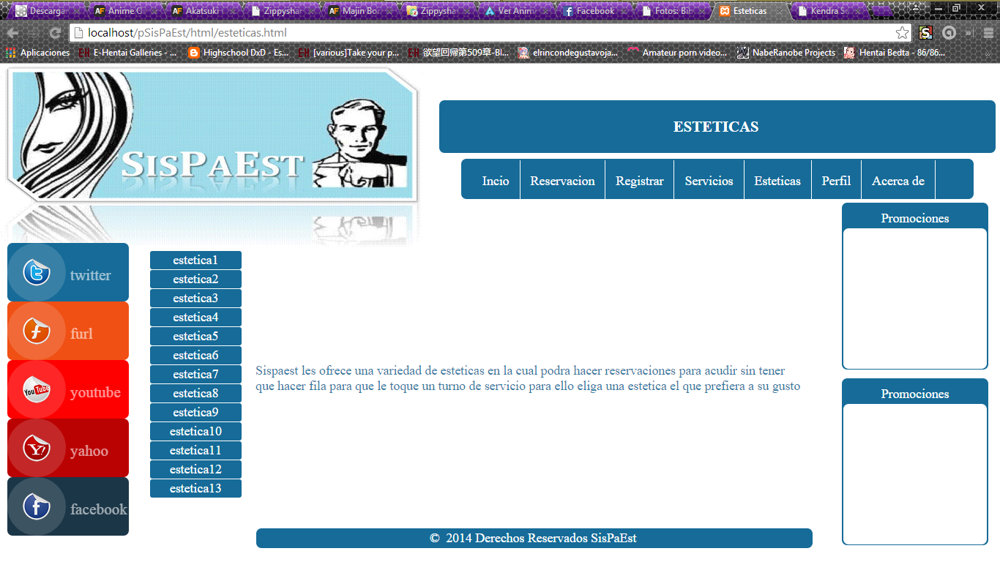 Descargar
Anime O
Akatsuki
Zippyshar
Majin Bo
Zippyshar
Ver Anim
Facebook
Fotos: Bib
Esteticas
Kendra Su
localhost/pSisPaEst/html/esteticas.html
Aplicaciones
E-Hentai Galleries - ...
Highschool DxD - Es...
[various]Take your p...
欲望回帰第509章-Bl...
elrincondegustavoja...
Amateur porn video...
NabeRanobe Projects
Hentai Bedta - 86/86...
SisPaEst
ESTETICAS
Incio
Reservacion
Registrar
Servicios
Esteticas
Perfil
Acerca de
twitter
furl
You Tube
youtube
yahoo
facebook
estetica1
estetica2
estetica3
estetica4
estetica5
estetica6
estetica7
estetica8
estetica9
estetica10
estetica11
estetica12
estetica13
Sispaest les ofrece una variedad de esteticas en la cual podra hacer reservaciones para acudir sin tener
que hacer fila para que le toque un turno de servicio para ello eliga una estetica el que prefiera a su gusto
Promociones
Promociones
© 2014 Derechos Reservados SisPaEst